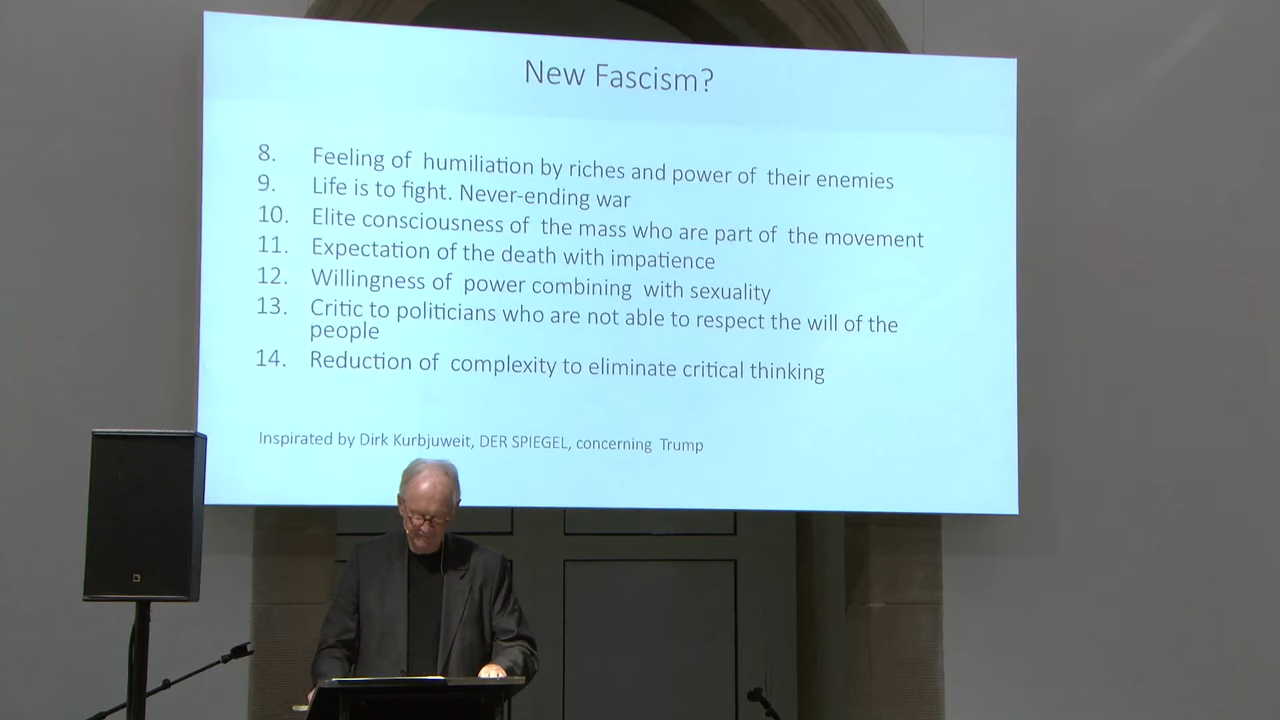 New Fascism?
8. Feeling of humiliation by riches and power of their enemies
9. Life is to fight. Never-ending war
10. Elite consciousness of the mass who are part of the movement
11. Expectation of the death with impatience
12. Willingness of power combining with sexuality
13. Critic to politicians who are not able to respect the will of the
people
14. Reduction of complexity to eliminate critical thinking
Inspirated by Dirk Kurbjuweit, DER SPIEGEL, concerning Trump